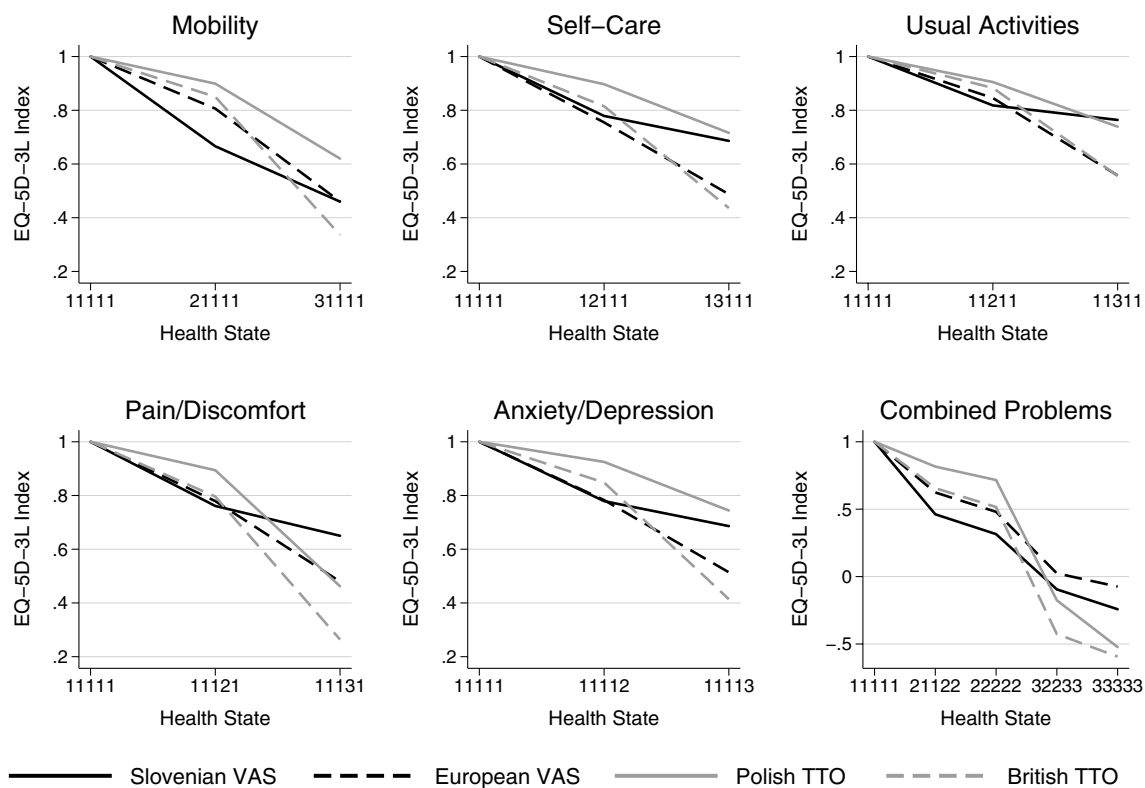 Mobility
EQ−5D−3L Index
1
.8
.6
.4
.2
11111 21111 31111
Health State
Self−Care
EQ−5D−3L Index
1
.8
.6
.4
.2
11111 12111 13111
Health State
Usual Activities
EQ−5D−3L Index
1
.8
.6
.4
.2
11111 11211 11311
Health State
Pain/Discomfort
EQ−5D−3L Index
1
.8
.6
.4
.2
11111 11121 11131
Health State
Anxiety/Depression
EQ−5D−3L Index
1
.8
.6
.4
.2
11111 11112 11113
Health State
Combined Problems
EQ−5D−3L Index
1
.5
0
−.5
11111 21122 22222 32233 33333
Health State
Slovenian VAS European VAS Polish TTO British TTO